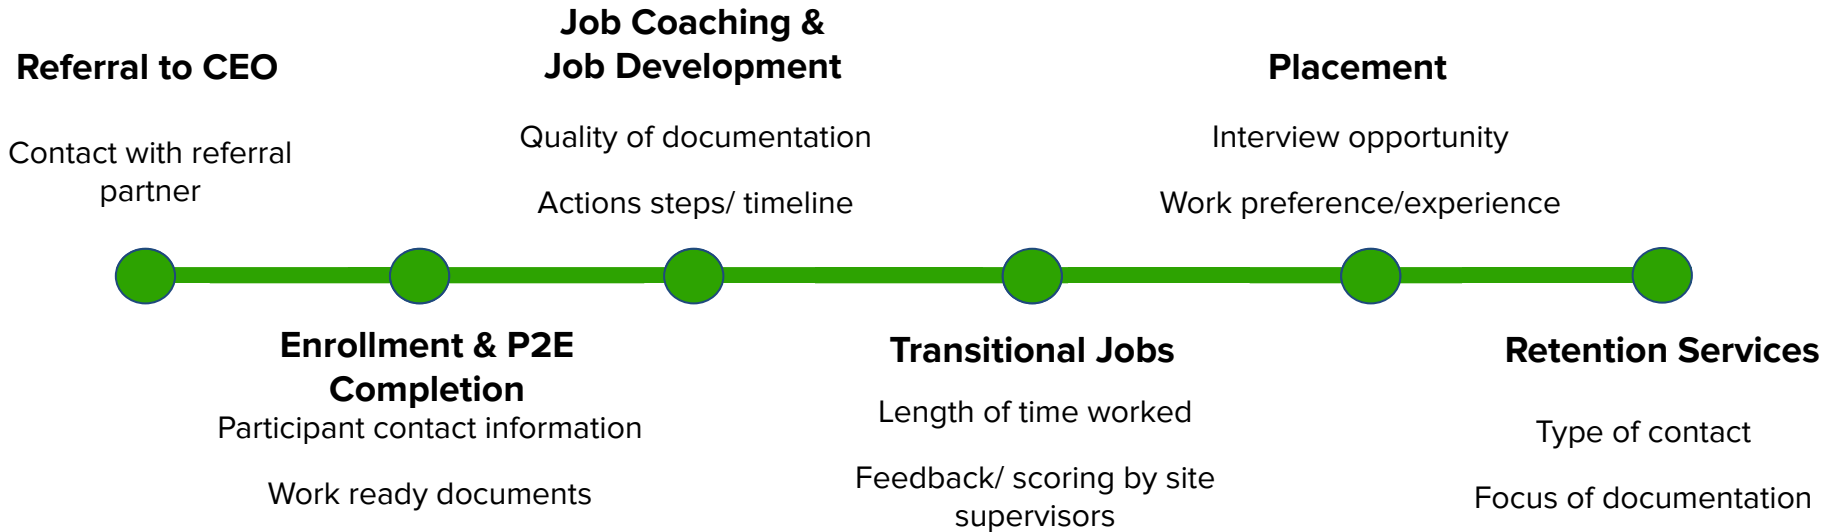 Referral to CEO
Contact with referral
partner
Enrollment & P2E
Completion
Participant contact information
Work ready documents
Job Coaching &
Job Development
Quality of documentation
Actions steps/ timeline
Transitional Jobs
Length of time worked
Feedback/ scoring by site
supervisors
Placement
Interview opportunity
Work preference/experience
Retention Services
Type of contact
Focus of documentation